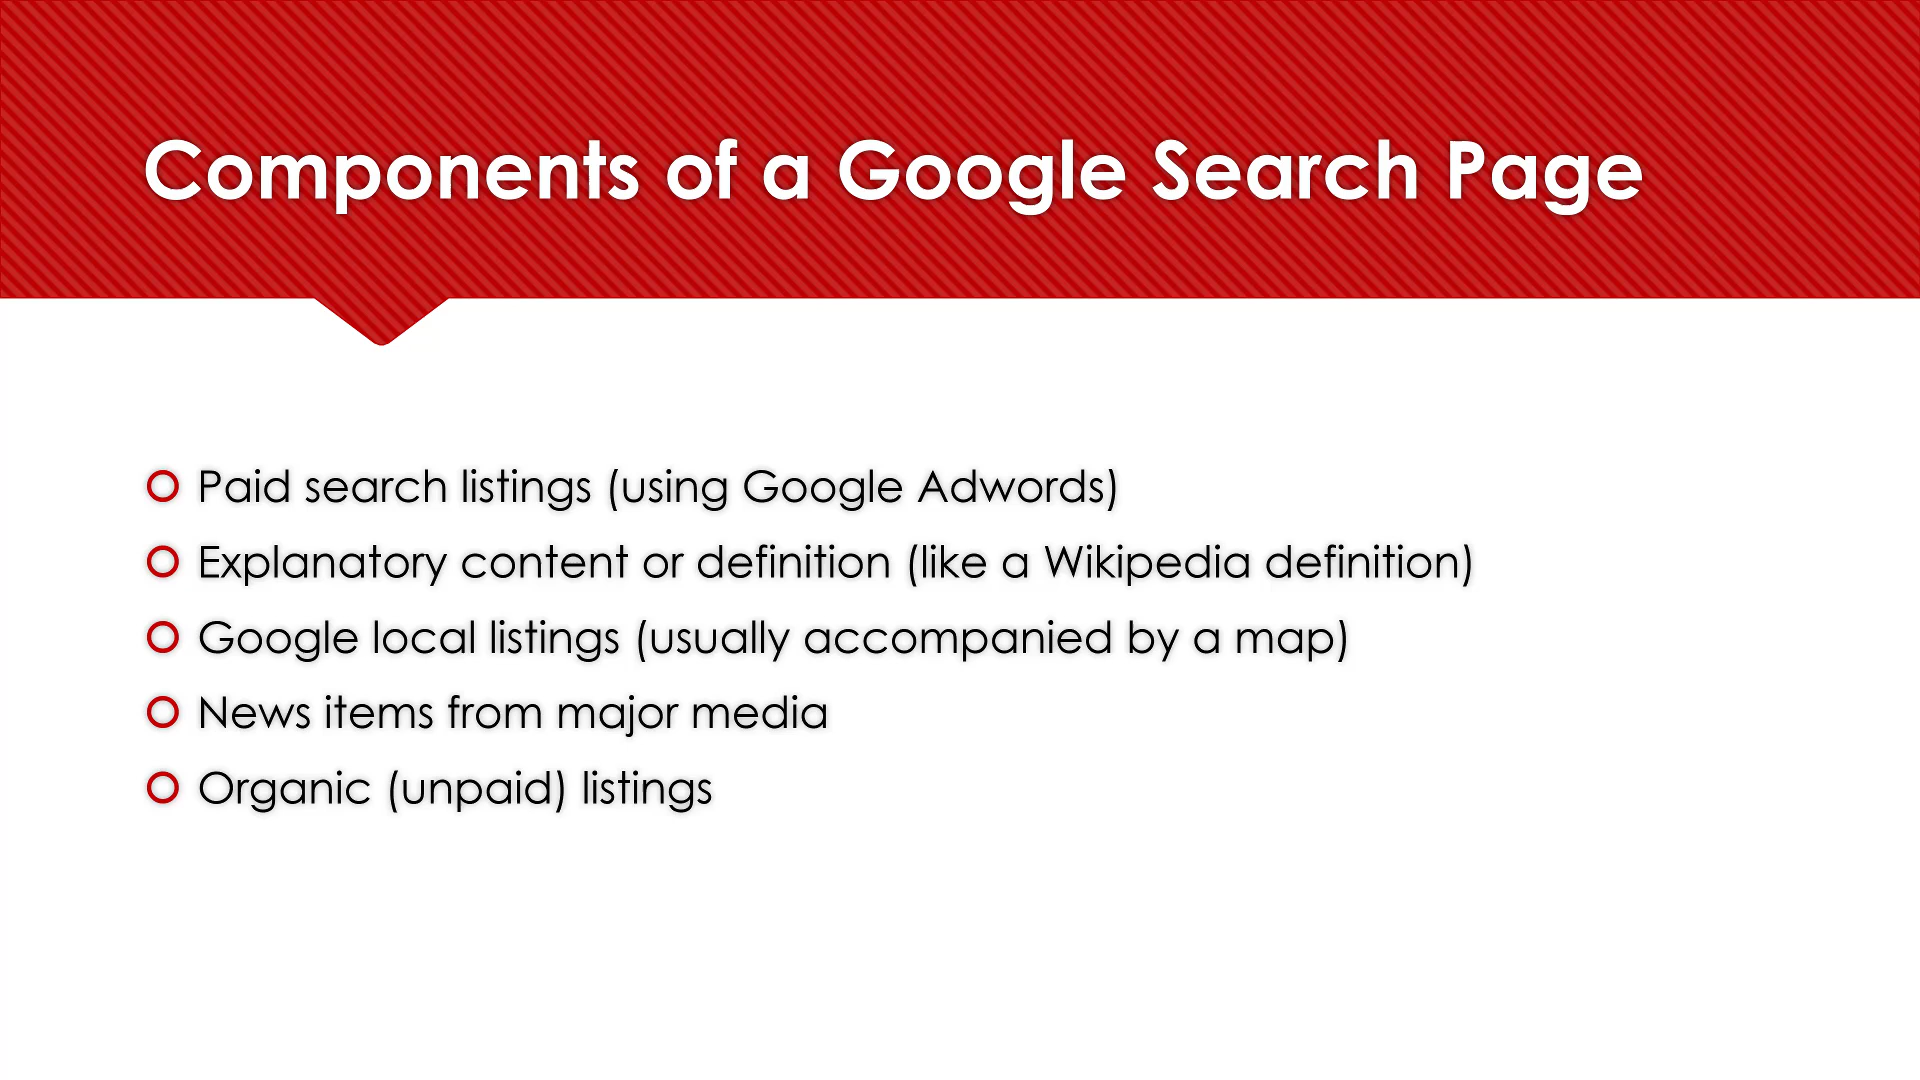 Components of a Google Search Page
Paid search listings (using Google Adwords)
Explanatory content or definition (like a Wikipedia definition)
Google local listings (usually accompanied by a map)
News items from major media
Organic (unpaid) listings